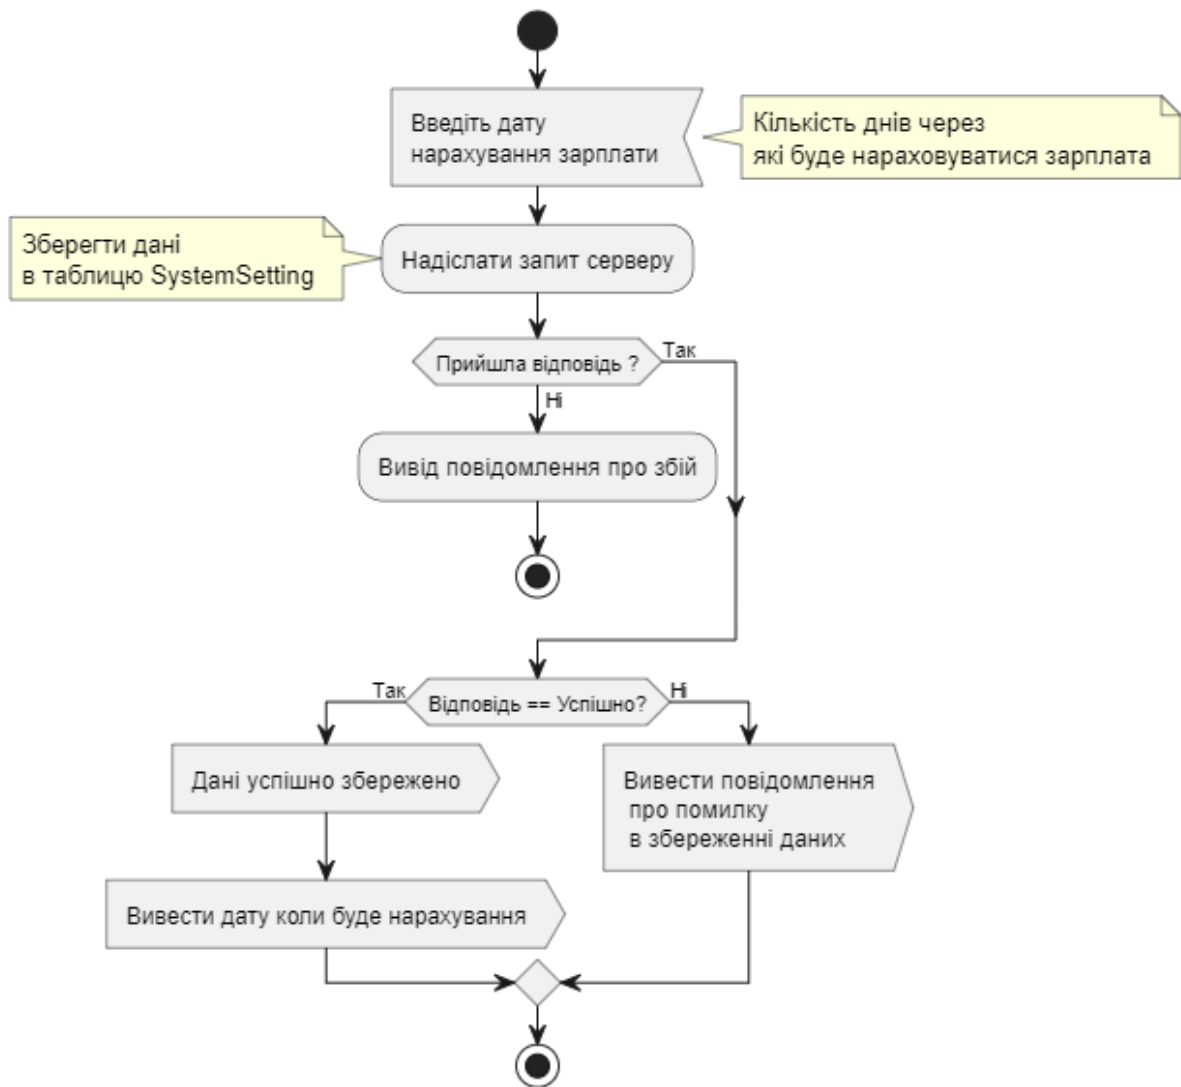 Введіть дату
нарахування зарплати
Кількість днів через
які буде нараховуватися зарплата
Зберегти дані
в таблицю SystemSetting
Надіслати запит серверу
Прийшла відповідь ?
Так
Ні
Вивід повідомлення про збій
Так
Відповідь == Успішно?
Ні
Дані успішно збережено
Вивести повідомлення
про помилку
в збереженні даних
Вивести дату коли буде нарахування